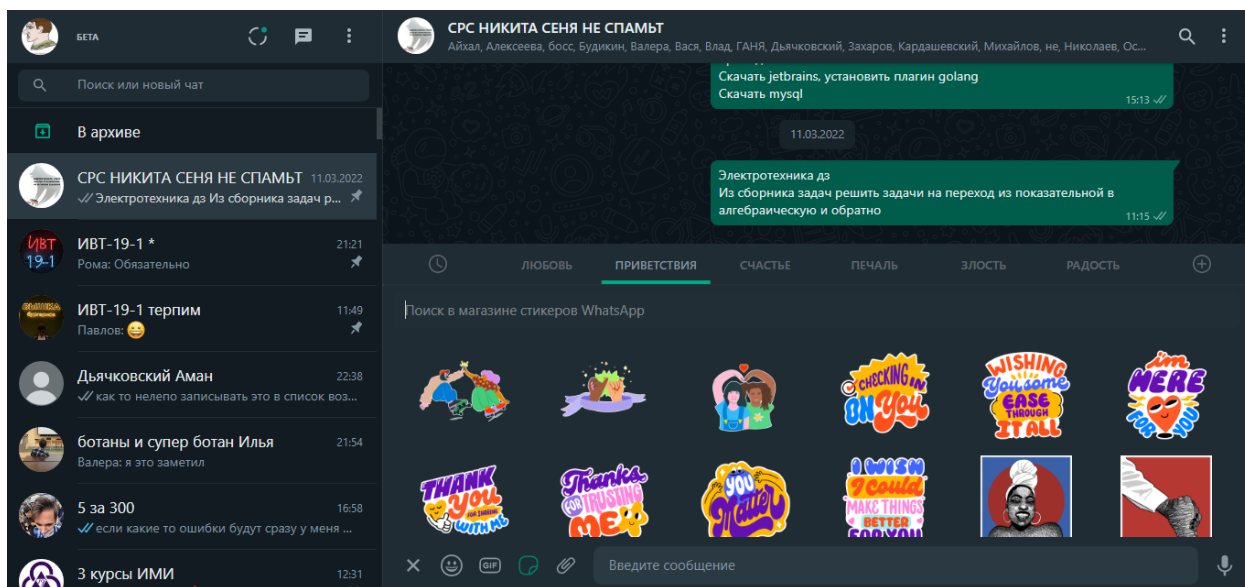 БЕТА
Поиск или новый чат
В архиве
СРС НИКИТА СЕНЯ НЕ СПАМЬТ 11.03.2022
Электротехника дз Из сборника задач р...
ИВТ
19-1
ИВТ-19-1 *
21:21
Рома: Обязательно
ИВТ-19-1 терпим
11:49
Павлов: 😄
Дьячковский Аман
22:38
как то нелепо записывать это в список воз...
ботаны и супер ботан Илья
21:54
Валера: я это заметил
5 за 300
16:58
если какие то ошибки будут сразу у меня ...
3 курсы ИМИ
12:31
СРС НИКИТА СЕНЯ НЕ СПАМЬТ
Айхал, Алексеева, босс, Будикин, Валера, Вася, Влад, ГАНЯ, Дьячковский, Захаров, Кардашевский, Михайлов, не, Николаев, Ос...
Скачать jetbrains, установить плагин golang
Скачать mysql
15:13
11.03.2022
Электротехника дз
Из сборника задач решить задачи на переход из показательной в
алгебраическую и обратно
11:15
ЛЮБОВЬ ПРИВЕТСТВИЯ СЧАСТЬЕ ПЕЧАЛЬ ЗЛОСТЬ РАДОСТЬ
Поиск в магазине стикеров WhatsApp
CHECKING IN
ON YOU
WISHING
You some
EASE
THROUGH
IT ALL
I'm
HERE
FOR YOU
THANK
YOU
FOR SHARING
WITH ME
Thanks
FOR TRUSTING
ME
YOU
Matter
I WISH
I Could
MAKE THINGS
BETTER
FOR YOU
GIF
Введите сообщение